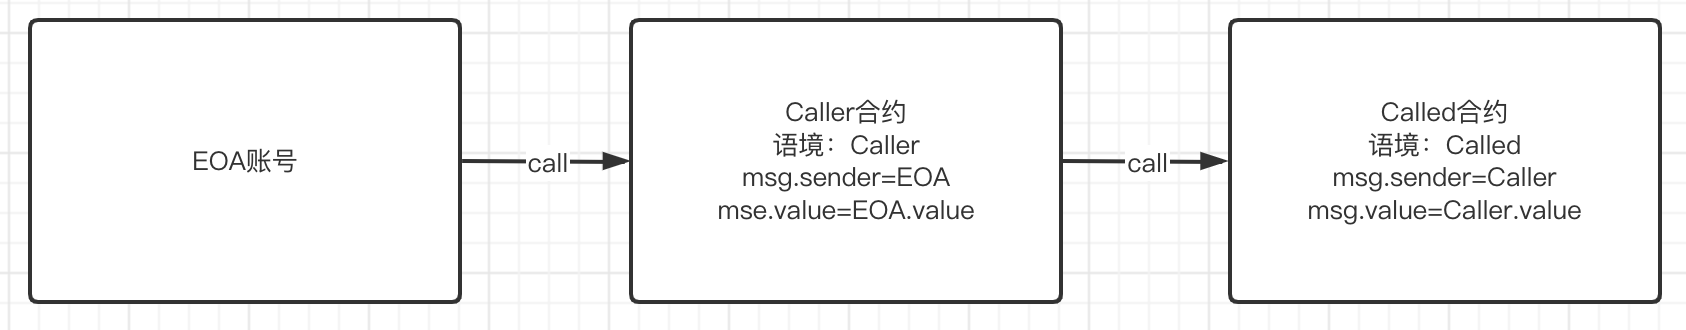 EOA账号
call
Caller合约
语境：Caller
msg.sender=EOA
mse.value=EOA.value
call
Called合约
语境：Called
msg.sender=Caller
msg.value=Caller.value